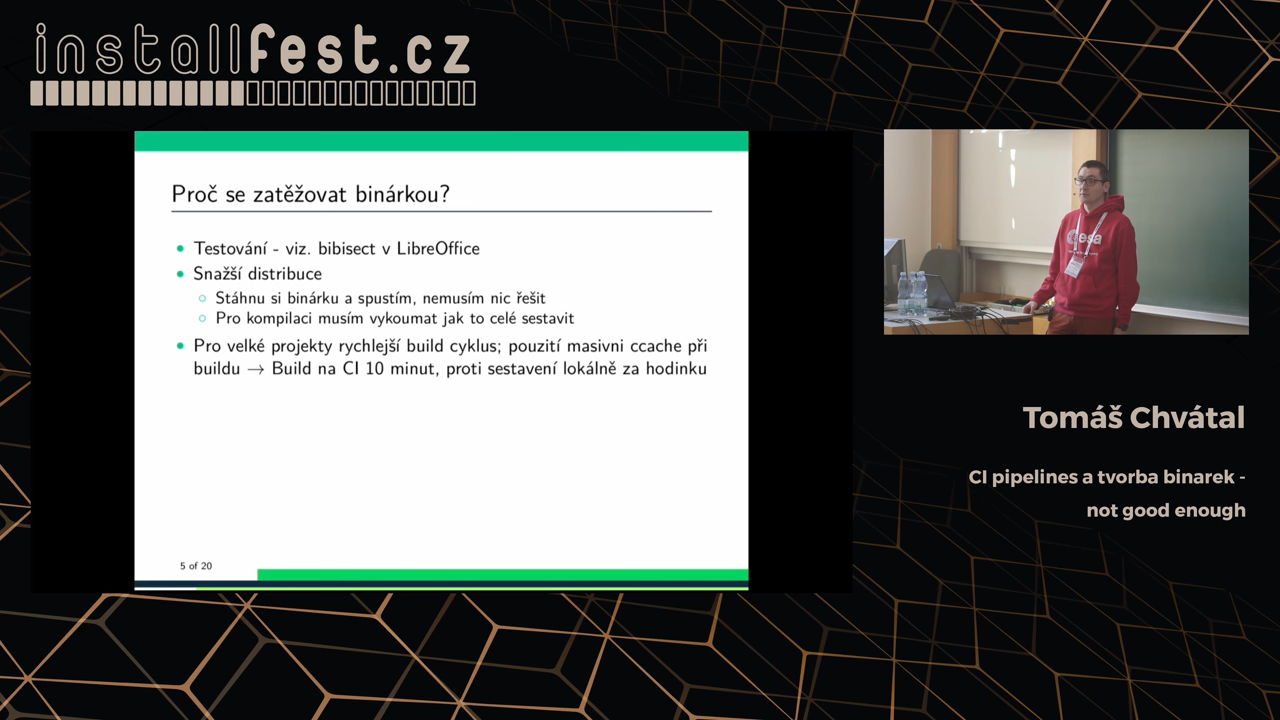 installfest.cz
Proč se zatěžovat binárkou?
Testování - viz. bibisect v LibreOffice
Snažší distribuce
Stáhnu si binárku a spustím, nemusím nic řešit
Pro kompilaci musím vykoumat jak to celé sestavit
Pro velké projekty rychlejší build cyklus; pouzití masivni ccache při
buildu → Build na CI 10 minut, proti sestavení lokálně za hodinku
5 of 20
esa
Tomáš Chvátal
CI pipelines a tvorba binarek -
not good enough